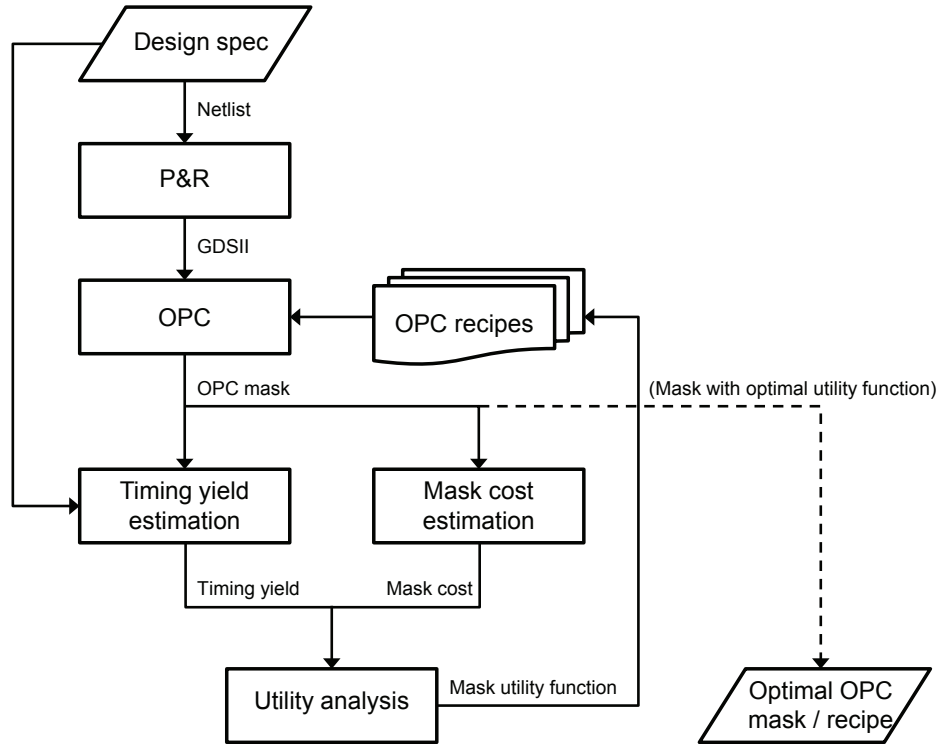 Design spec
Netlist
P&R
GDSII
OPC
OPC recipes
OPC mask
(Mask with optimal utility function)
Timing yield
estimation
Mask cost
estimation
Timing yield
Mask cost
Utility analysis
Mask utility function
Optimal OPC
mask / recipe